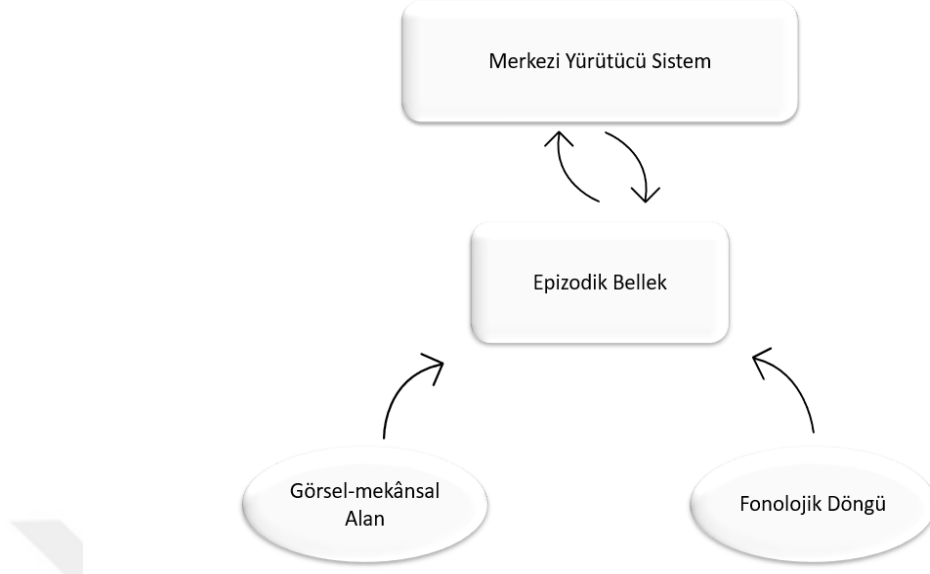 Merkezi Yürütücü Sistem
Epizodik Bellek
Görsel-mekânsal
Alan
Fonolojik Döngü